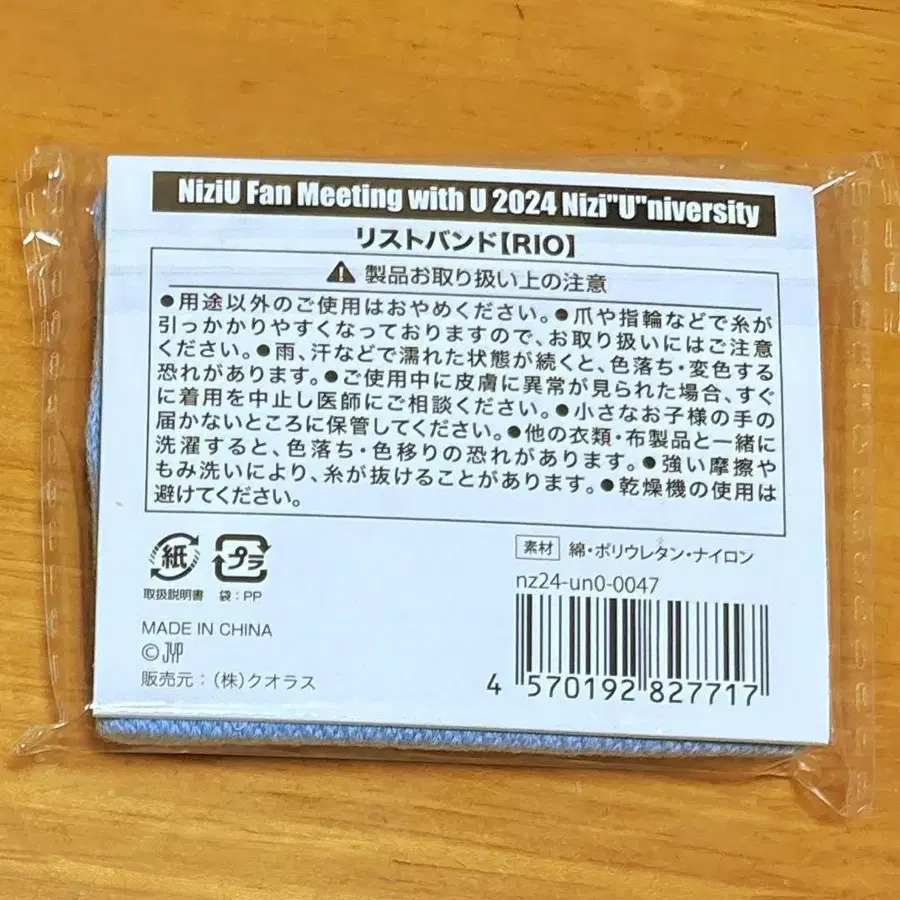 NiziU Fan Meeting with U 2024 Nizi"U"niversity
リストバンド【RIO】
製品お取り扱い上の注意
●用途以外のご使用はおやめください。●爪や指輪などで糸が
引っかかりやすくなっておりますので、お取り扱いにはご注意
ください。●雨、汗などで濡れた状態が続くと、色落ち・変色する
恐れがあります。●ご使用中に皮膚に異常が見られた場合、すぐ
に着用を中止し医師にご相談ください。●小さなお子様の手の
届かないところに保管してください。●他の衣類・布製品と一緒に
洗濯すると、色落ち・色移りの恐れがあります。●強い摩擦や
もみ洗いにより、糸が抜けることがあります。●乾燥機の使用は
避けてください。
紙 プラ
取扱説明書 袋：PP
素材 綿・ポリウレタン・ナイロン
nz24-un0-0047
MADE IN CHINA
© JYP
販売元：(株)クオラス
4 570192 827717